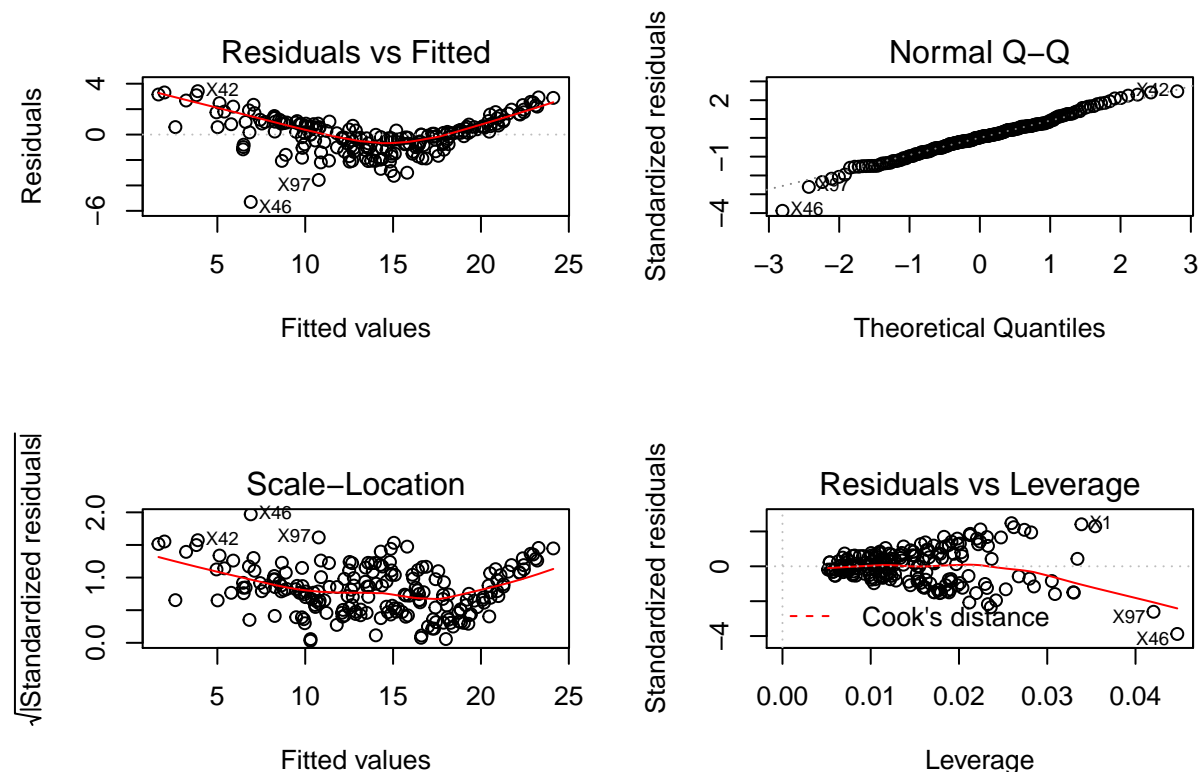 Residuals vs Fitted
Residuals
4
0
−6
X42
X97
X46
5 10 15 20 25
Fitted values
Normal Q−Q
Standardized residuals
2
−1
−4
X42
X97
X46
−3 −2 −1 0 1 2 3
Theoretical Quantiles
Scale−Location
√|Standardized residuals|
2.0
1.0
0.0
X46
X97
X42
5 10 15 20 25
Fitted values
Residuals vs Leverage
Standardized residuals
0
−4
X1
Cook's distance
X97
X46
0.00 0.01 0.02 0.03 0.04
Leverage